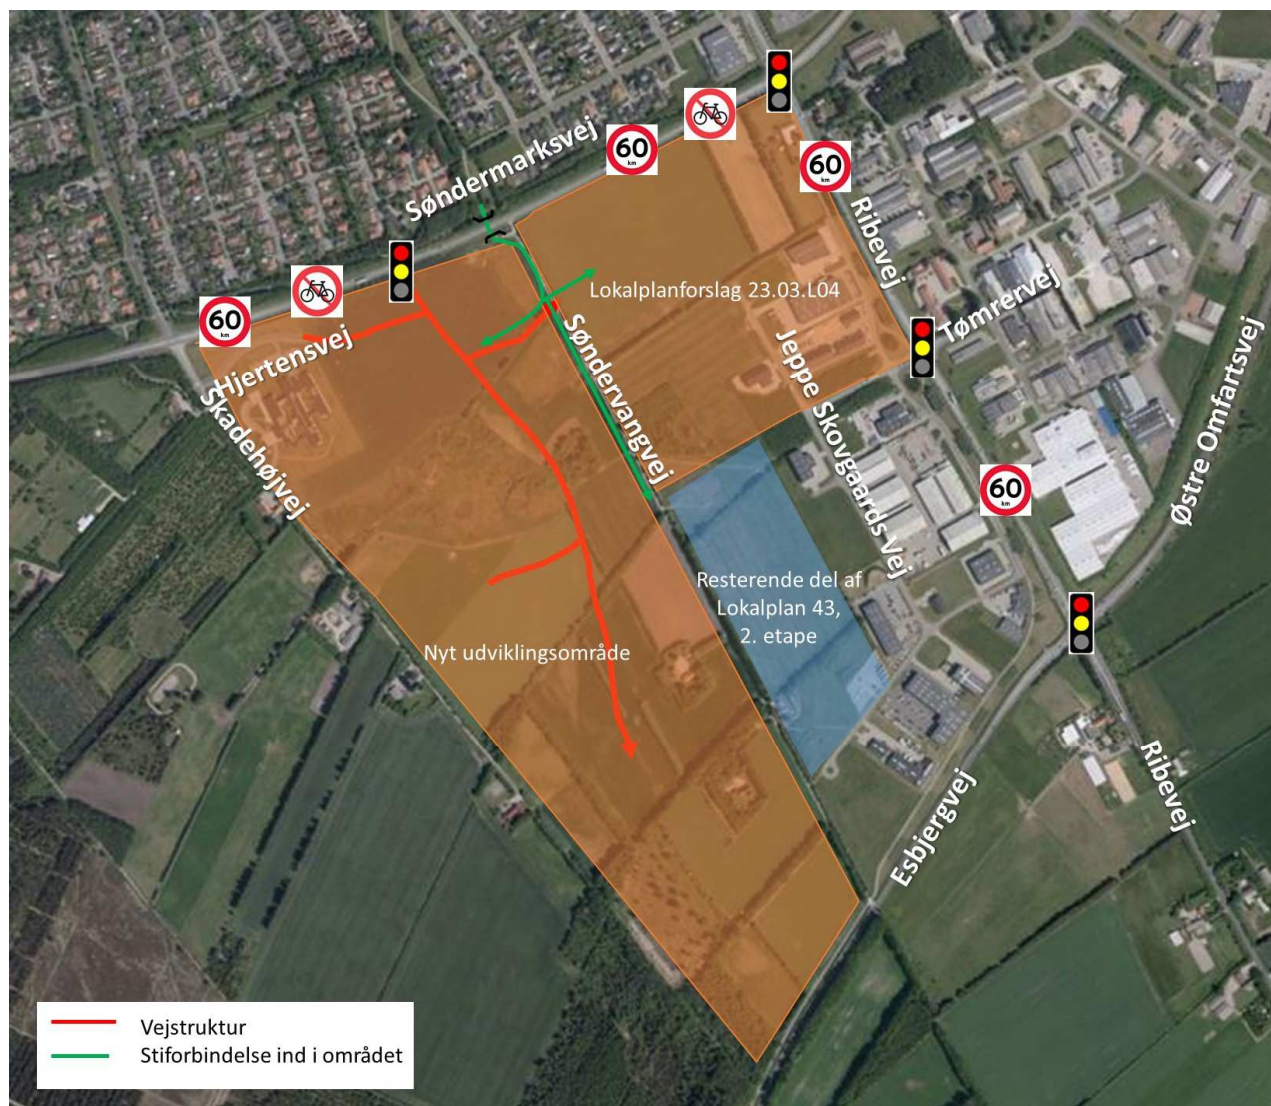 Søndermarksvej
60
km
60
km
Ribevej
60
km
Hjertensvej
Skadehøjvej
Lokalplanforslag 23.03.L04
Søndervangvej
Jeppe Skovgaards Vej
Tømrervej
Østre Omfartsvej
60
km
Resterende del af
Lokalplan 43,
2. etape
Nyt udviklingsområde
Esbjergvej
Ribevej
Vejstruktur
Stiforbindelse ind i området